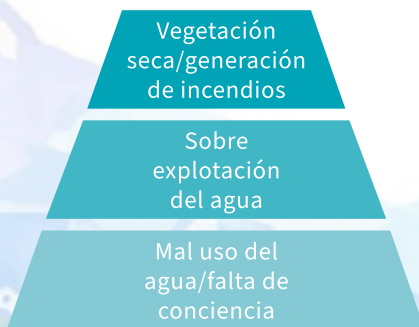 Vegetación
seca/generación
de incendios
Sobre
explotación
del agua
Mal uso del
agua/falta de
conciencia